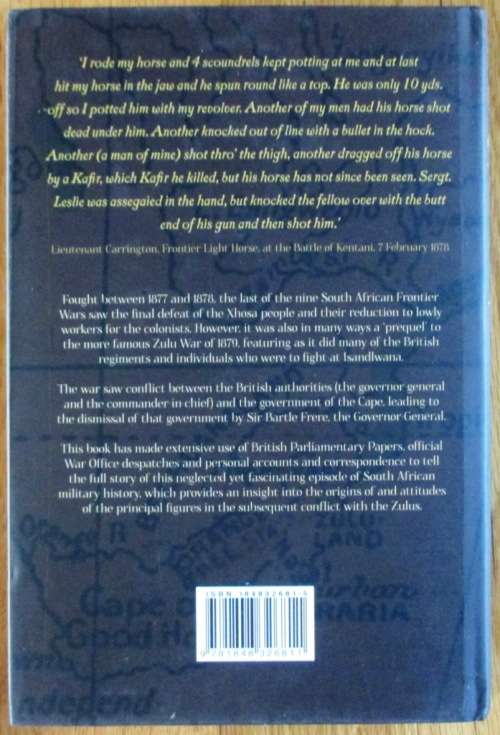 'I rode my horse and 4 scoundrels kept potting at me and at last
hit my horse in the jaw and he spun round like a top. He was only 10 yds.
off so I potted him with my revolver. Another of my men had his horse shot
dead under him. Another knocked out of line with a bullet in the hock.
Another (a man of mine) shot thro' the thigh, another dragged off his horse
by a Kafir, which Kafir he killed, but his horse has not since been seen. Sergt.
Leslie was assegaied in the hand, but knocked the fellow over with the butt
end of his gun and then shot him.'
Lieutenant Carrington, Frontier Light Horse, at the Battle of Kentani, 7 February 1878
Fought between 1877 and 1878, the last of the nine South African Frontier
Wars saw the final defeat of the Xhosa people and their reduction to lowly
workers for the colonists. However, it was also in many ways a 'prequel' to
the more famous Zulu War of 1879, featuring as it did many of the British
regiments and individuals who were to fight at Isandlwana.
The war saw conflict between the British authorities (the governor general
and the commander in chief) and the government of the Cape, leading to
the dismissal of that government by Sir Bartle Frere, the Governor-General.
This book has made extensive use of British Parliamentary Papers, official
War Office despatches and personal accounts and correspondence to tell
the full story of this neglected yet fascinating episode of South African
military history, which provides an insight into the origins of and attitudes
of the principal figures in the subsequent conflict with the Zulus.
ZULU-
LAND
Cape
Good Ho
ARABIA
ndepend
ISBN 184832681-5
9 781848 326811